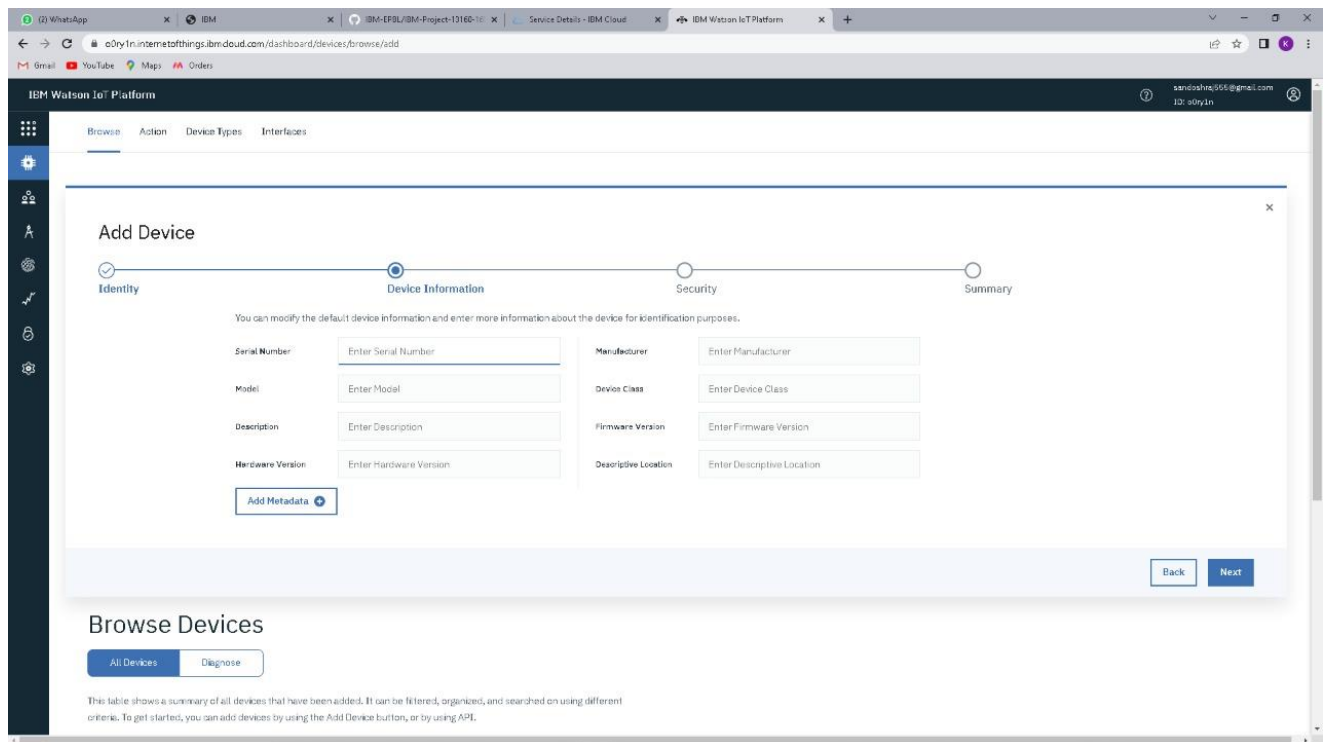 (2) WhatsApp
IBM
IBM-EPBL/IBM-Project-13160-16
Service Details - IBM Cloud
IBM Watson IoT Platform
o0ry1n.internetofthings.ibmcloud.com/dashboard/devices/browse/add
K
Gmail YouTube Maps Orders
IBM Watson IoT Platform
sandoshraj555@gmail.com
ID: o0ry1n
Browse Action Device Types Interfaces
Add Device
Identity Device Information Security Summary
You can modify the default device information and enter more information about the device for identification purposes.
Serial Number Enter Serial Number Manufacturer Enter Manufacturer
Model Enter Model Device Class Enter Device Class
Description Enter Description Firmware Version Enter Firmware Version
Hardware Version Enter Hardware Version Descriptive Location Enter Descriptive Location
Add Metadata
Back Next
Browse Devices
All Devices Diagnose
This table shows a summary of all devices that have been added. It can be filtered, organized, and searched on using different
criteria. To get started, you can add devices by using the Add Device button, or by using API.